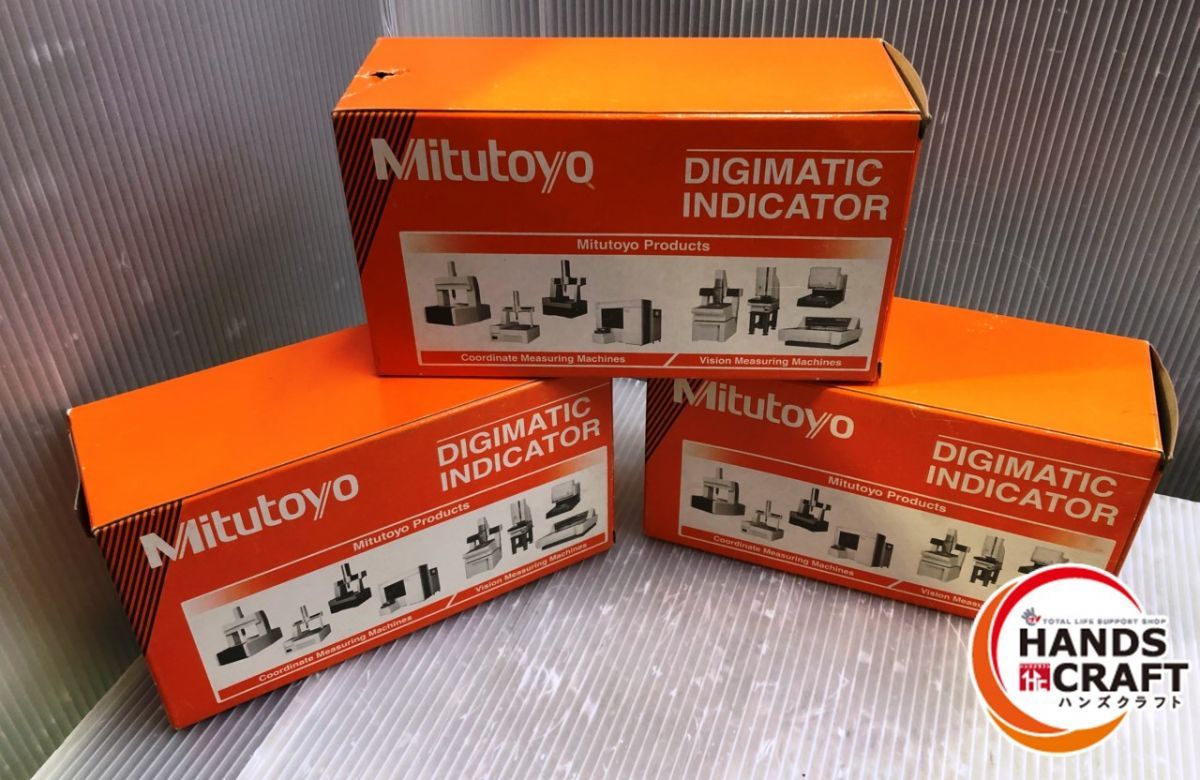 Mitutoyo
DIGIMATIC
INDICATOR
Mitutoyo Products
Coordinate Measuring Machines
Vision Measuring Machines
Mitutoyo
DIGIMATIC
INDICATOR
Mitutoyo Products
Coordinate Measuring Machines
Vision Measuring Machines
Mitutoyo
DIGIMATIC
INDICATOR
Mitutoyo Products
Coordinate Measuring Machines
Vision
TOTAL LIFE SUPPORT SHOP
HANDS
CRAFT
ハンズクラフト